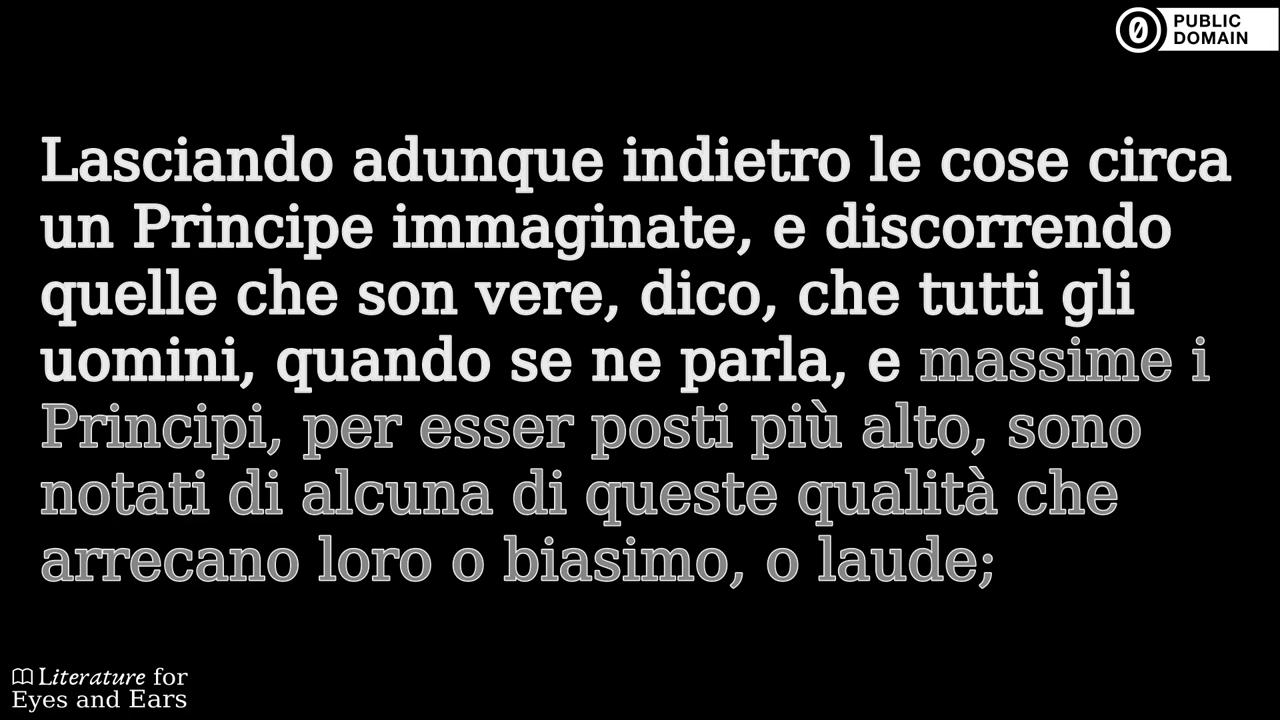 PUBLIC
DOMAIN
Lasciando adunque indietro le cose circa
un Principe immaginate, e discorrendo
quelle che son vere, dico, che tutti gli
uomini, quando se ne parla, e massime i
Principi, per esser posti più alto, sono
notati di alcuna di queste qualità che
arrecano loro o biasimo, o laude;
Literature for
Eyes and Ears